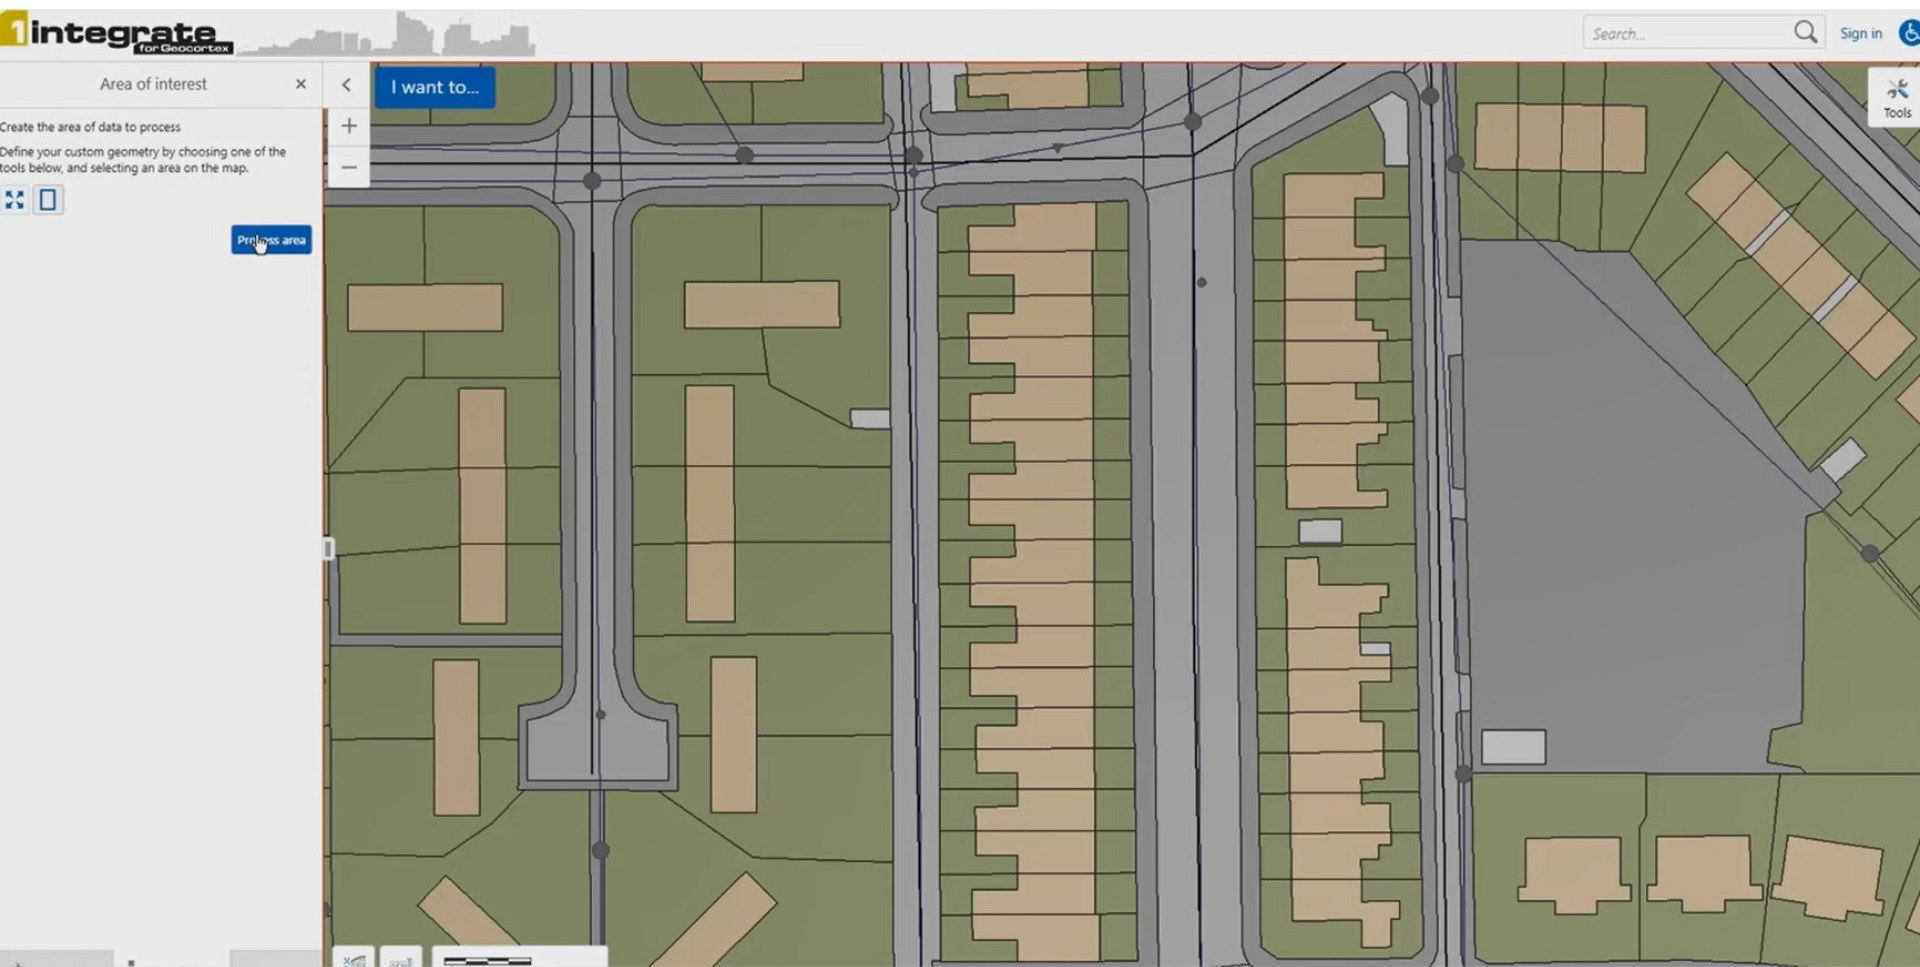 1integrate
for Geocortex
Search...
Sign in
Area of interest
I want to...
Tools
Create the area of data to process
Define your custom geometry by choosing one of the
tools below, and selecting an area on the map.
Process area